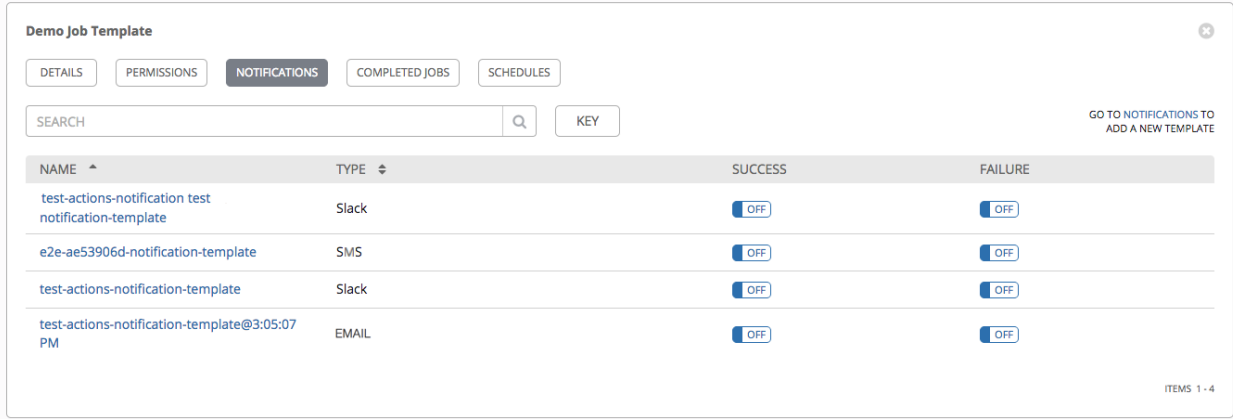 Demo Job Template
DETAILS PERMISSIONS NOTIFICATIONS COMPLETED JOBS SCHEDULES
SEARCH KEY
GO TO NOTIFICATIONS TO
ADD A NEW TEMPLATE
NAME TYPE SUCCESS FAILURE
test-actions-notification test
notification-template
Slack OFF OFF
e2e-ae53906d-notification-template SMS OFF OFF
test-actions-notification-template Slack OFF OFF
test-actions-notification-template@3:05:07
PM
EMAIL OFF OFF
ITEMS 1 - 4